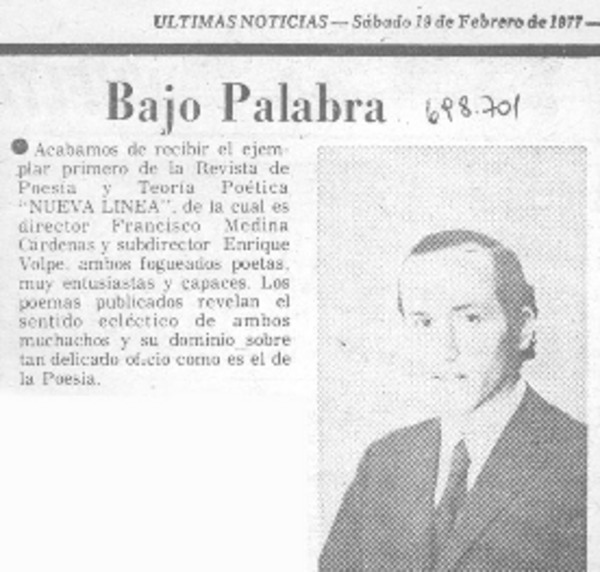 ULTIMAS NOTICIAS — Sábado 19 de Febrero de 1977 —
Bajo Palabra 698.701
Acabamos de recibir el ejem-
plar primero de la Revista de
Poesía y Teoría Poética
"NUEVA LINEA", de la cual es
director Francisco Medina
Cárdenas y subdirector Enrique
Volpe, ambos fogueados poetas,
muy entusiastas y capaces. Los
poemas publicados revelan el
sentido ecléctico de ambos
muchachos y su dominio sobre
tan delicado oficio como es el de
la Poesía.